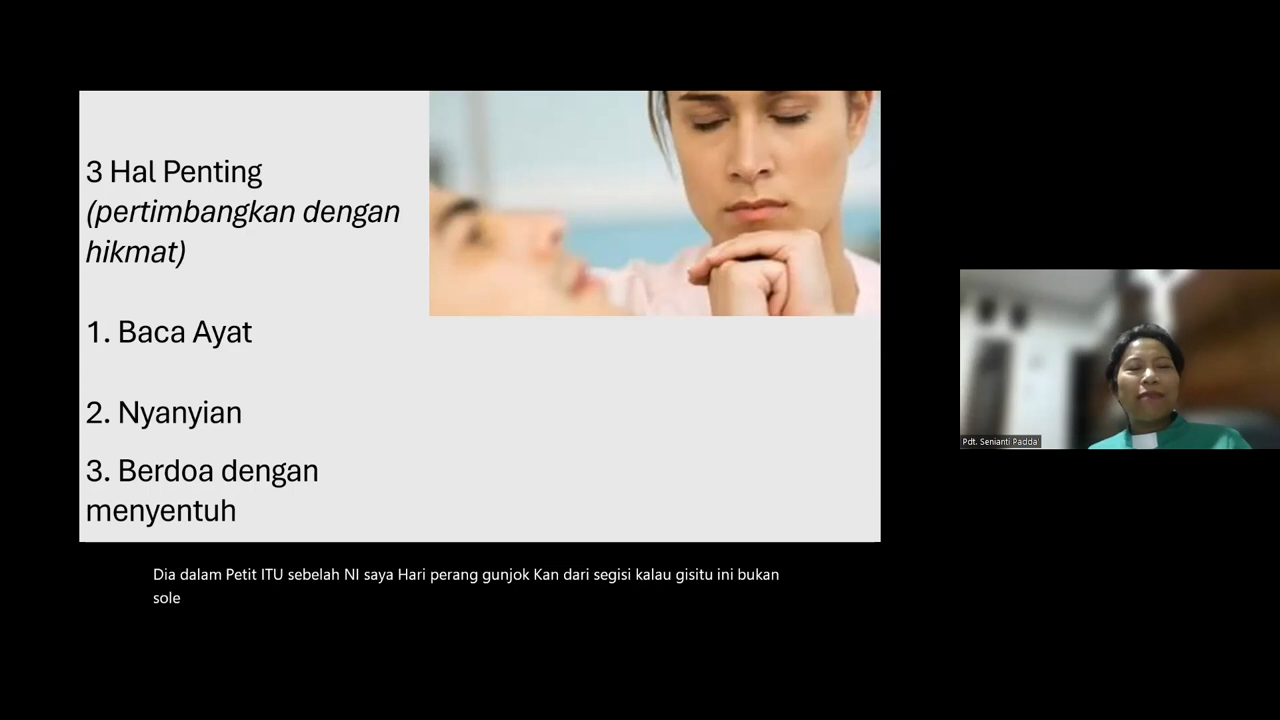 3 Hal Penting
(pertimbangkan dengan
hikmat)
1. Baca Ayat
2. Nyanyian
3. Berdoa dengan
menyentuh
Pdt. Senianti Padda'
Dia dalam Petit ITU sebelah NI saya Hari perang gunjok Kan dari segisi kalau gisitu ini bukan
sole